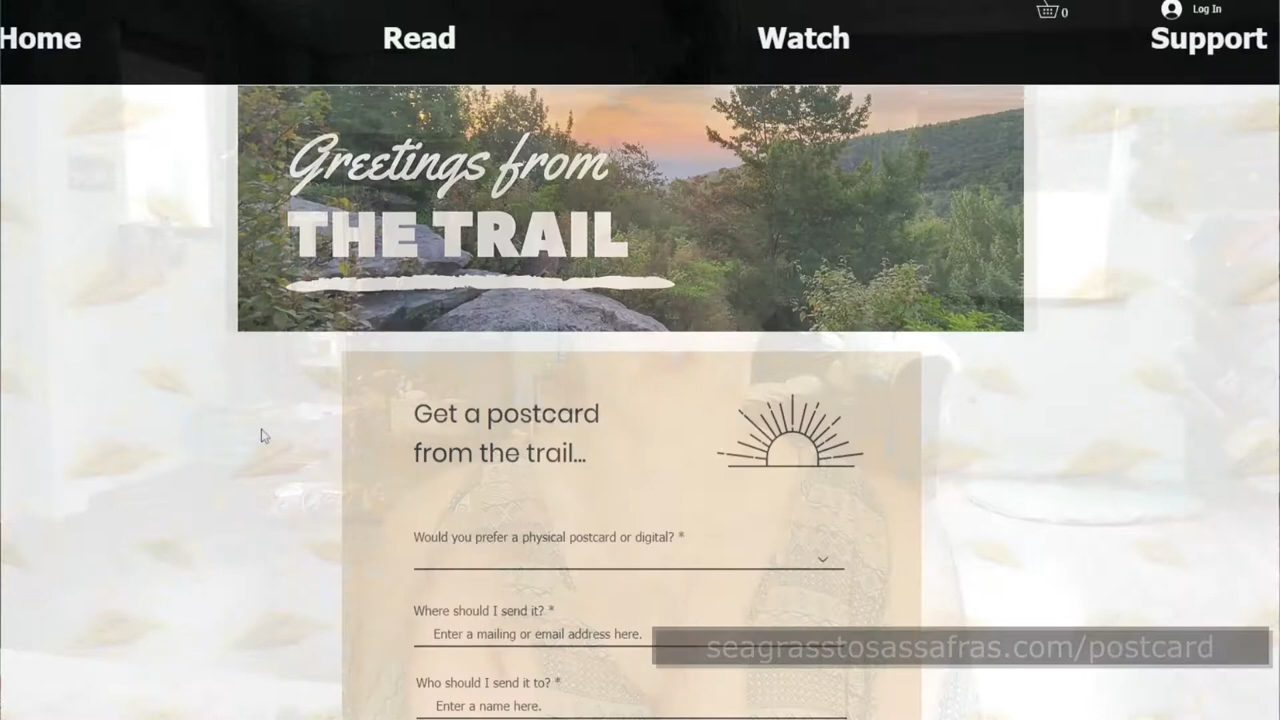 0
Log In
Home
Read
Watch
Support
Greetings from
THE TRAIL
Get a postcard
from the trail...
Would you prefer a physical postcard or digital? *
Where should I send it? *
Enter a mailing or email address here.
seagrasstosassafras.com/postcard
Who should I send it to? *
Enter a name here.